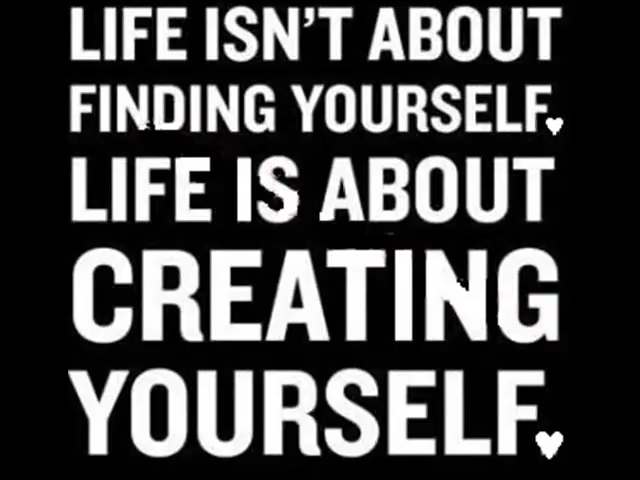 LIFE ISN'T ABOUT
FINDING YOURSELF.
LIFE IS ABOUT
CREATING
YOURSELF.